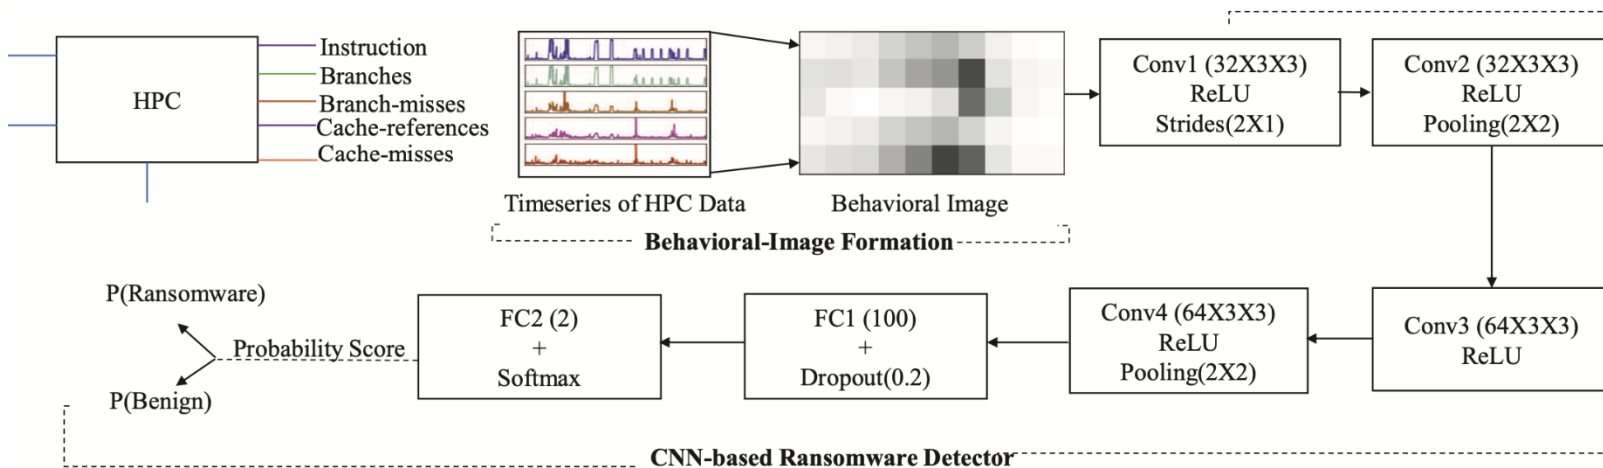 HPC
Instruction
Branches
Branch-misses
Cache-references
Cache-misses
Timeseries of HPC Data
Behavioral Image
Behavioral-Image Formation
Conv1 (32X3X3)
ReLU
Strides(2X1)
Conv2 (32X3X3)
ReLU
Pooling(2X2)
Conv3 (64X3X3)
ReLU
Conv4 (64X3X3)
ReLU
Pooling(2X2)
FC1 (100)
+
Dropout(0.2)
FC2 (2)
+
Softmax
Probability Score
P(Ransomware)
P(Benign)
CNN-based Ransomware Detector